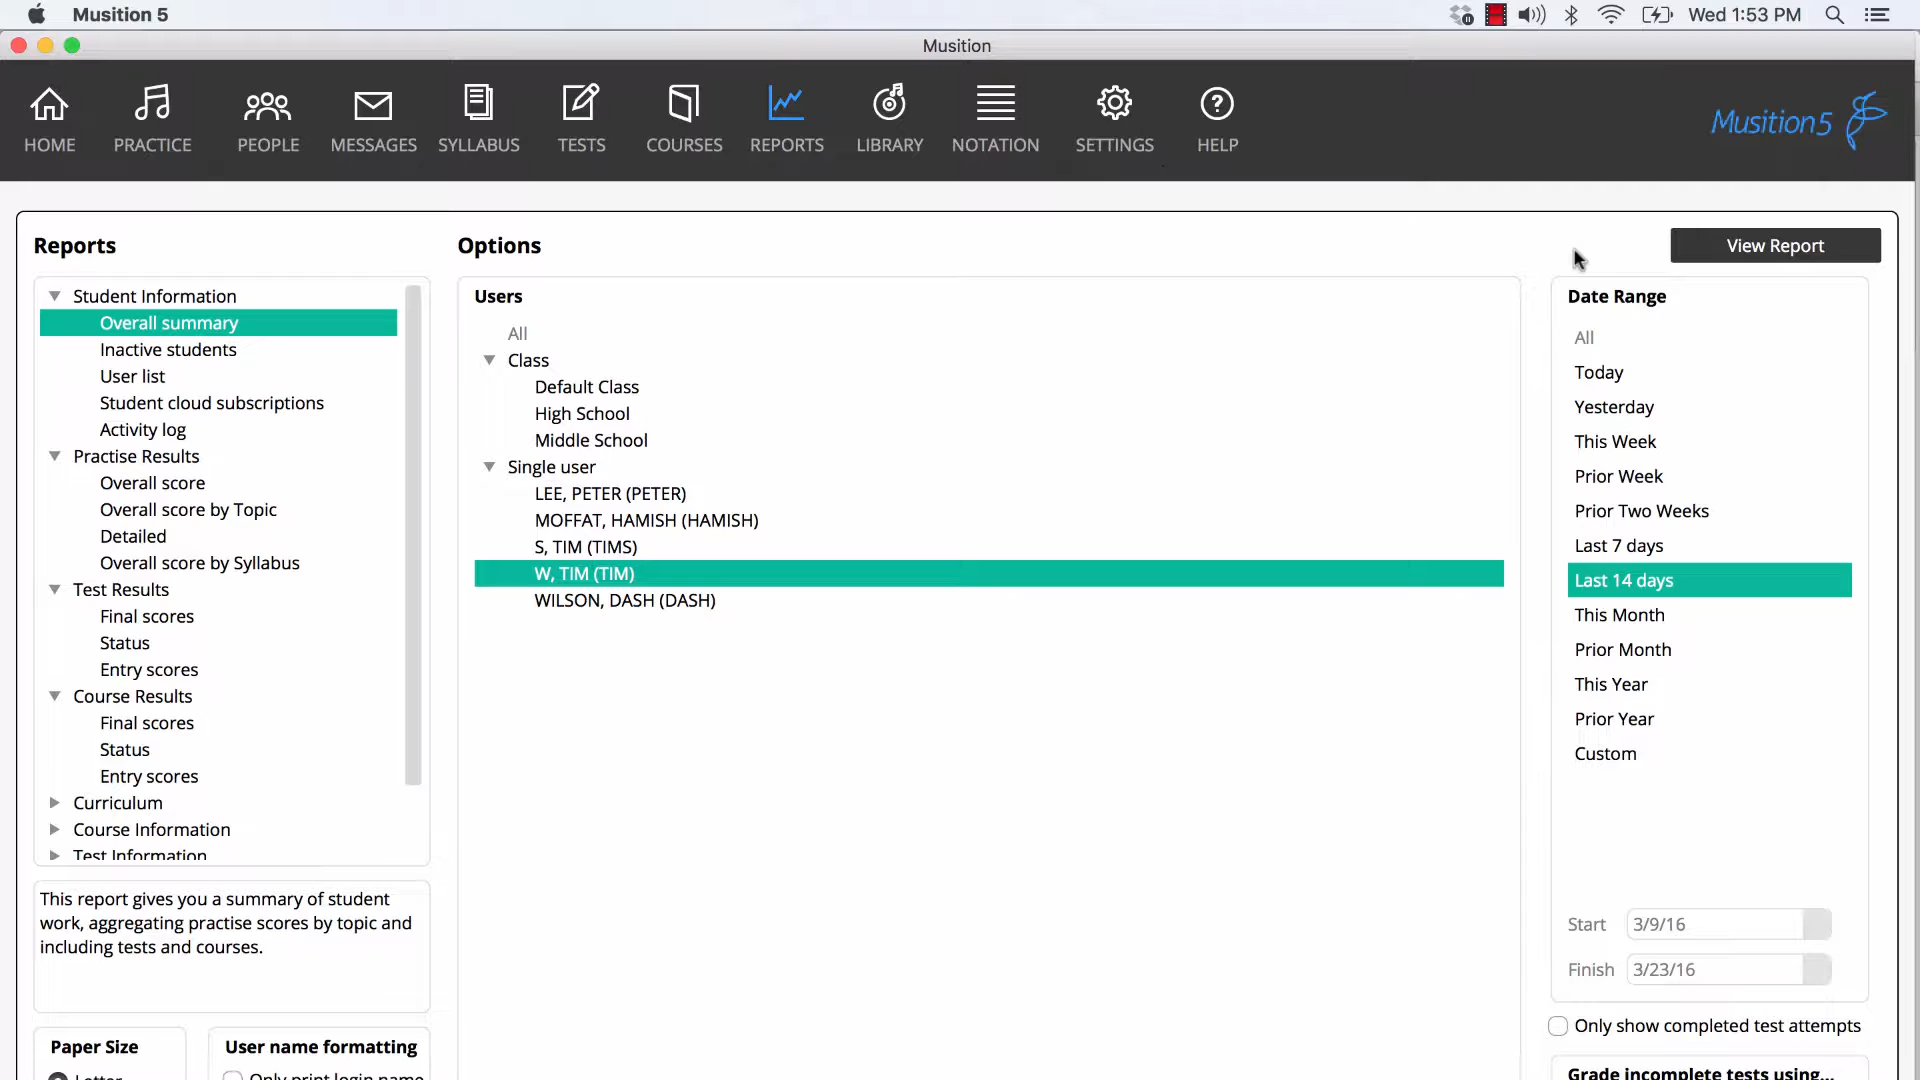 Musition 5
Wed 1:53 PM
Musition
HOME
PRACTICE
PEOPLE
MESSAGES
SYLLABUS
TESTS
COURSES
REPORTS
LIBRARY
NOTATION
SETTINGS
HELP
Musition5
Reports
Student Information
Overall summary
Inactive students
User list
Student cloud subscriptions
Activity log
Practise Results
Overall score
Overall score by Topic
Detailed
Overall score by Syllabus
Test Results
Final scores
Status
Entry scores
Course Results
Final scores
Status
Entry scores
Curriculum
Course Information
Test Information
This report gives you a summary of student
work, aggregating practise scores by topic and
including tests and courses.
Paper Size
Letter
User name formatting
Only print login name
Options
Users
All
Class
Default Class
High School
Middle School
Single user
LEE, PETER (PETER)
MOFFAT, HAMISH (HAMISH)
S, TIM (TIMS)
W, TIM (TIM)
WILSON, DASH (DASH)
View Report
Date Range
All
Today
Yesterday
This Week
Prior Week
Prior Two Weeks
Last 7 days
Last 14 days
This Month
Prior Month
This Year
Prior Year
Custom
Start 3/9/16
Finish 3/23/16
Only show completed test attempts
Grade incomplete tests using...